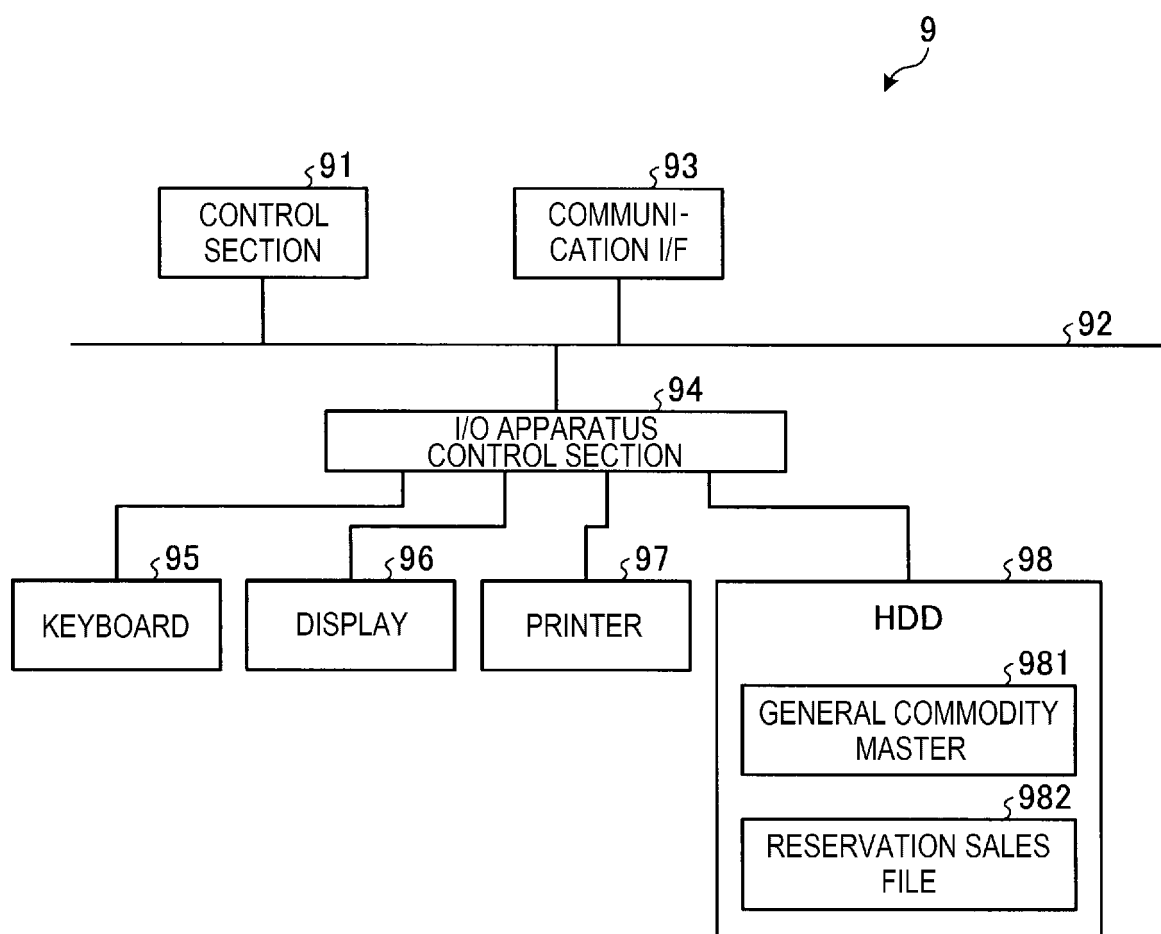 9
91
CONTROL
SECTION
93
COMMUNI-
CATION I/F
92
94
I/O APPARATUS
CONTROL SECTION
95
KEYBOARD
96
DISPLAY
97
PRINTER
98
HDD
981
GENERAL COMMODITY
MASTER
982
RESERVATION SALES
FILE